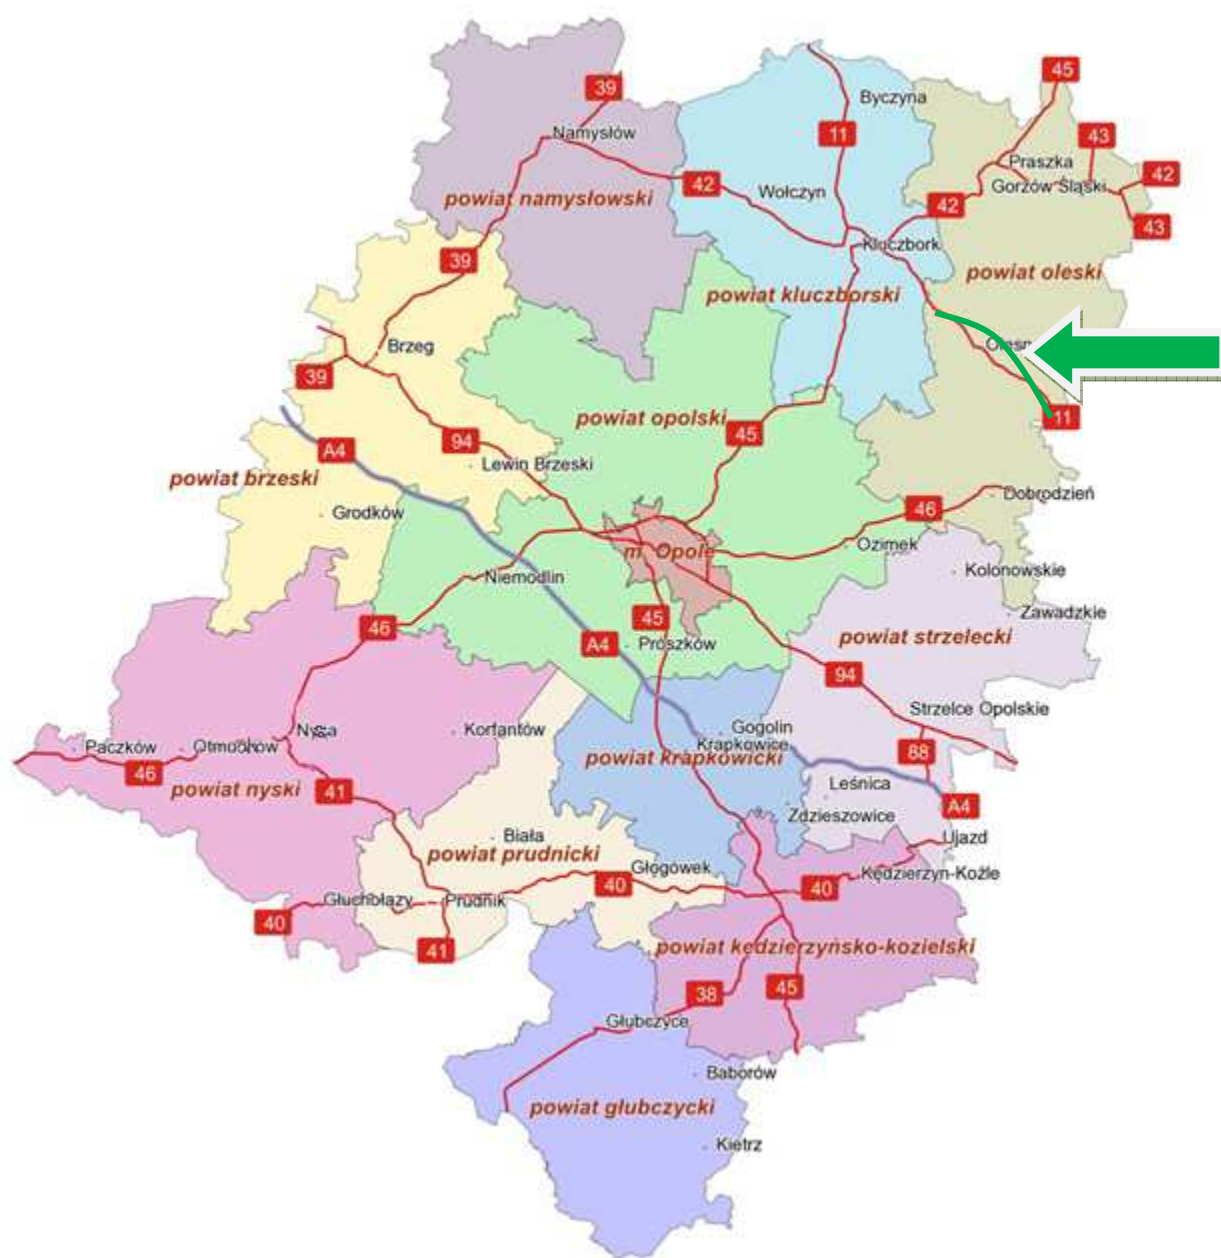 45
39
Byczyna
Namysłów
11
43
Praszka
42
Wołczyn
42
Gorzów Śląski
powiat namysłowski
42
43
Kluczbork
39
powiat oleski
powiat kluczborski
Brzeg
39
powiat opolski
11
45
94
A4
Lewin Brzeski
powiat brzeski
Dobrodzień
46
Grodków
m. Opole
Ozimek
Niemodlin
Kolonowskie
45
Zawadzkie
46
A4
Prószków
powiat strzelecki
94
Strzelce Opolskie
Nysa
Korfantów
Gogolin
Paczków
Otmuchów
Krapkowice
88
powiat krapkowicki
46
powiat nyski
41
Leśnica
A4
Zdzieszowice
Biała
Ujazd
powiat prudnicki
Głogówek
Kędzierzyn-Koźle
40
40
Głuchołazy
Prudnik
40
41
powiat kędzierzyńsko-kozielski
38
45
Głubczyce
Baborów
powiat głubczycki
Kietrz